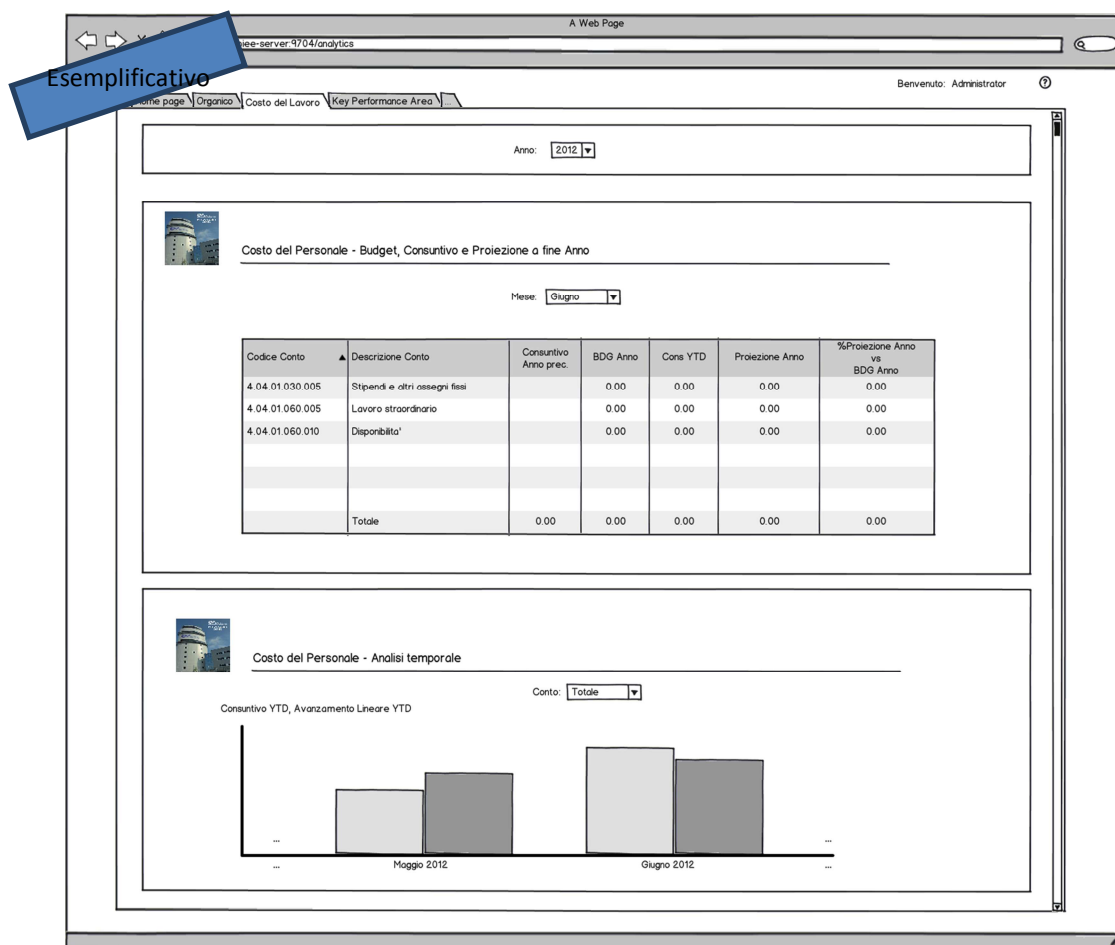 A Web Page
iee-server:9704/analytics
Esemplificativo
Benvenuto: Administrator
?
ome page
Organico
Costo del Lavoro
Key Performance Area
...
Anno: 2012
Costo del Personale - Budget, Consuntivo e Proiezione a fine Anno
Mese: Giugno
Codice Conto
Descrizione Conto
Consuntivo
Anno prec.
BDG Anno
Cons YTD
Proiezione Anno
%Proiezione Anno
vs
BDG Anno
4.04.01.030.005 Stipendi e altri assegni fissi 0.00 0.00 0.00 0.00
4.04.01.060.005 Lavoro straordinario 0.00 0.00 0.00 0.00
4.04.01.060.010 Disponibilita' 0.00 0.00 0.00 0.00
Totale 0.00 0.00 0.00 0.00 0.00
Costo del Personale - Analisi temporale
Conto: Totale
Consuntivo YTD, Avanzamento Lineare YTD
... ...
... Maggio 2012 Giugno 2012 ...